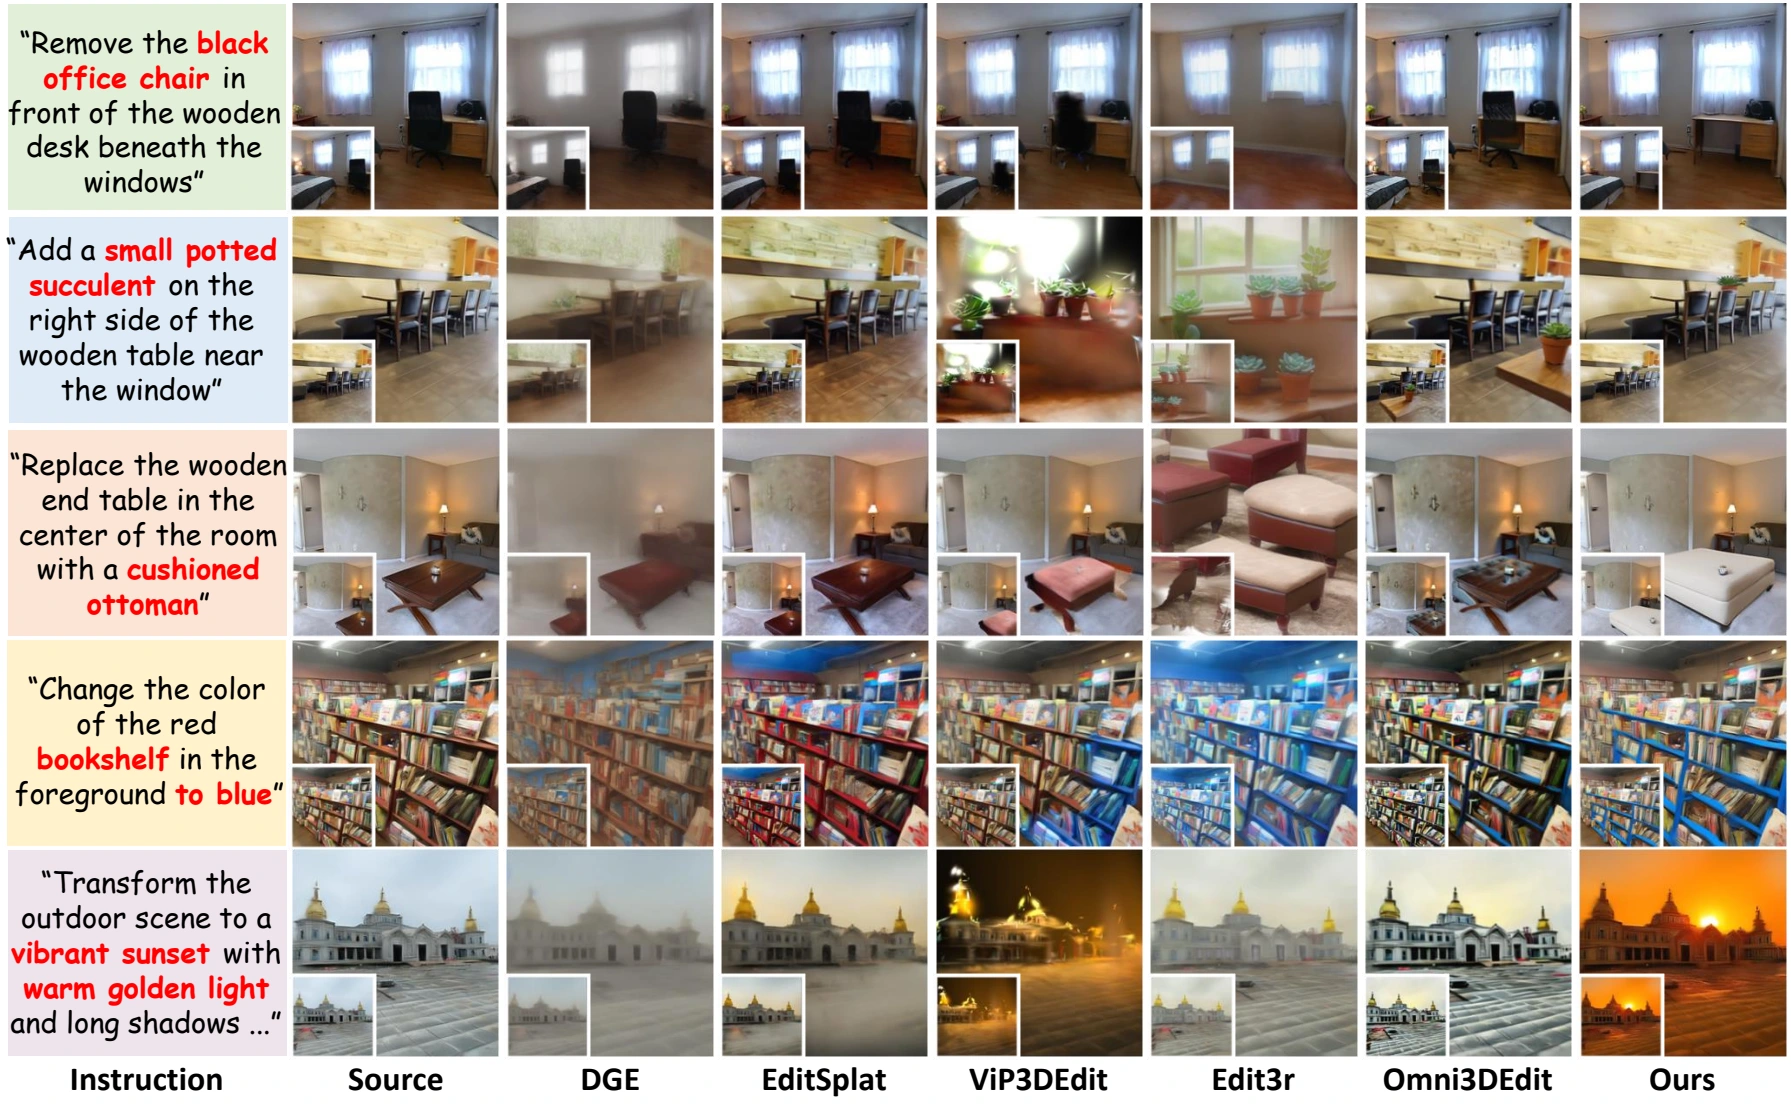 “Remove the black
office chair in
front of the wooden
desk beneath the
windows”
“Add a small potted
succulent on the
right side of the
wooden table near
the window”
“Replace the wooden
end table in the
center of the room
with a cushioned
ottoman”
“Change the color
of the red
bookshelf in the
foreground to blue”
“Transform the
outdoor scene to a
vibrant sunset with
warm golden light
and long shadows ...”
Instruction Source DGE EditSplat ViP3DEdit Edit3r Omni3DEdit Ours